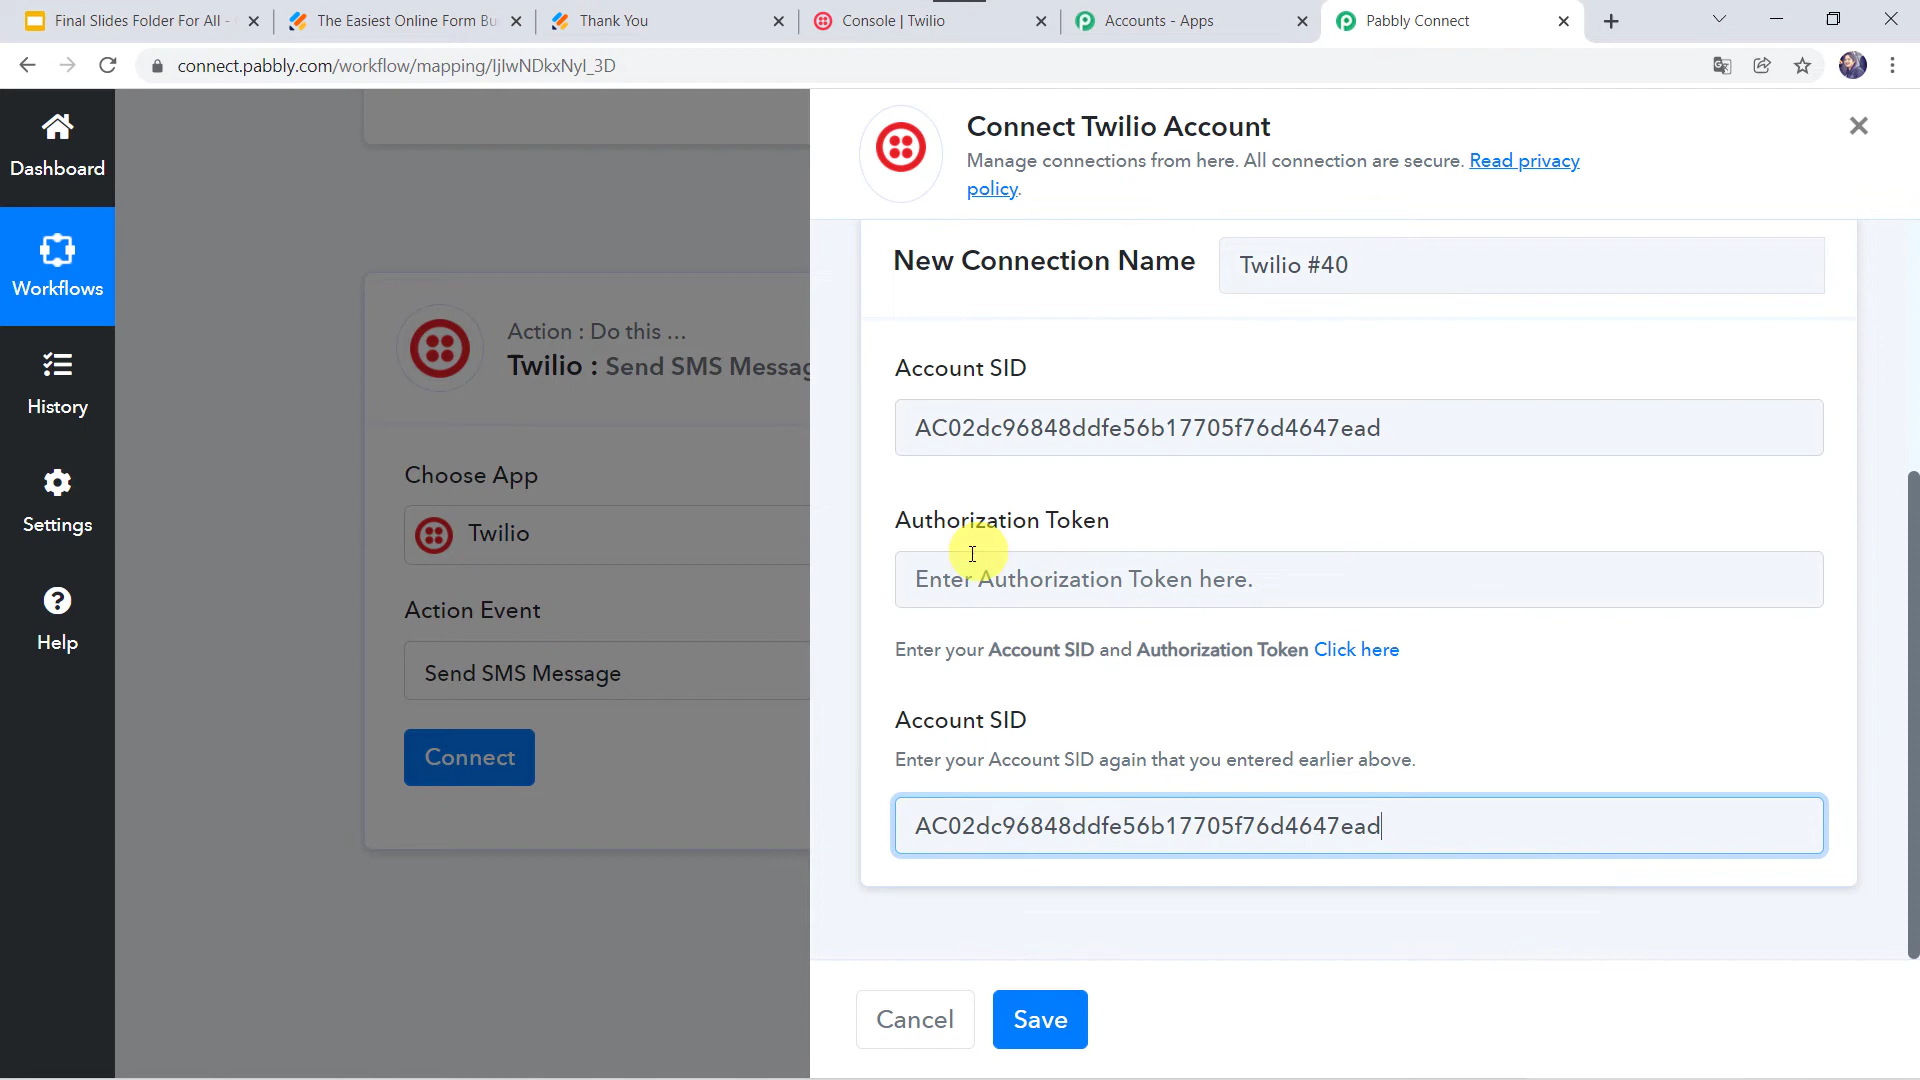 Final Slides Folder For All -
The Easiest Online Form Bu
Thank You
Console | Twilio
Accounts - Apps
Pabbly Connect
connect.pabbly.com/workflow/mapping/IjIwNDkxNyI_3D
Dashboard
Workflows
History
Settings
Help
Action : Do this ...
Twilio : Send SMS Messag
Choose App
Twilio
Action Event
Send SMS Message
Connect
Connect Twilio Account
Manage connections from here. All connection are secure. Read privacy
policy.
New Connection Name
Twilio #40
Account SID
AC02dc96848ddfe56b17705f76d4647ead
Authorization Token
Enter Authorization Token here.
Enter your Account SID and Authorization Token Click here
Account SID
Enter your Account SID again that you entered earlier above.
AC02dc96848ddfe56b17705f76d4647ead
Cancel
Save